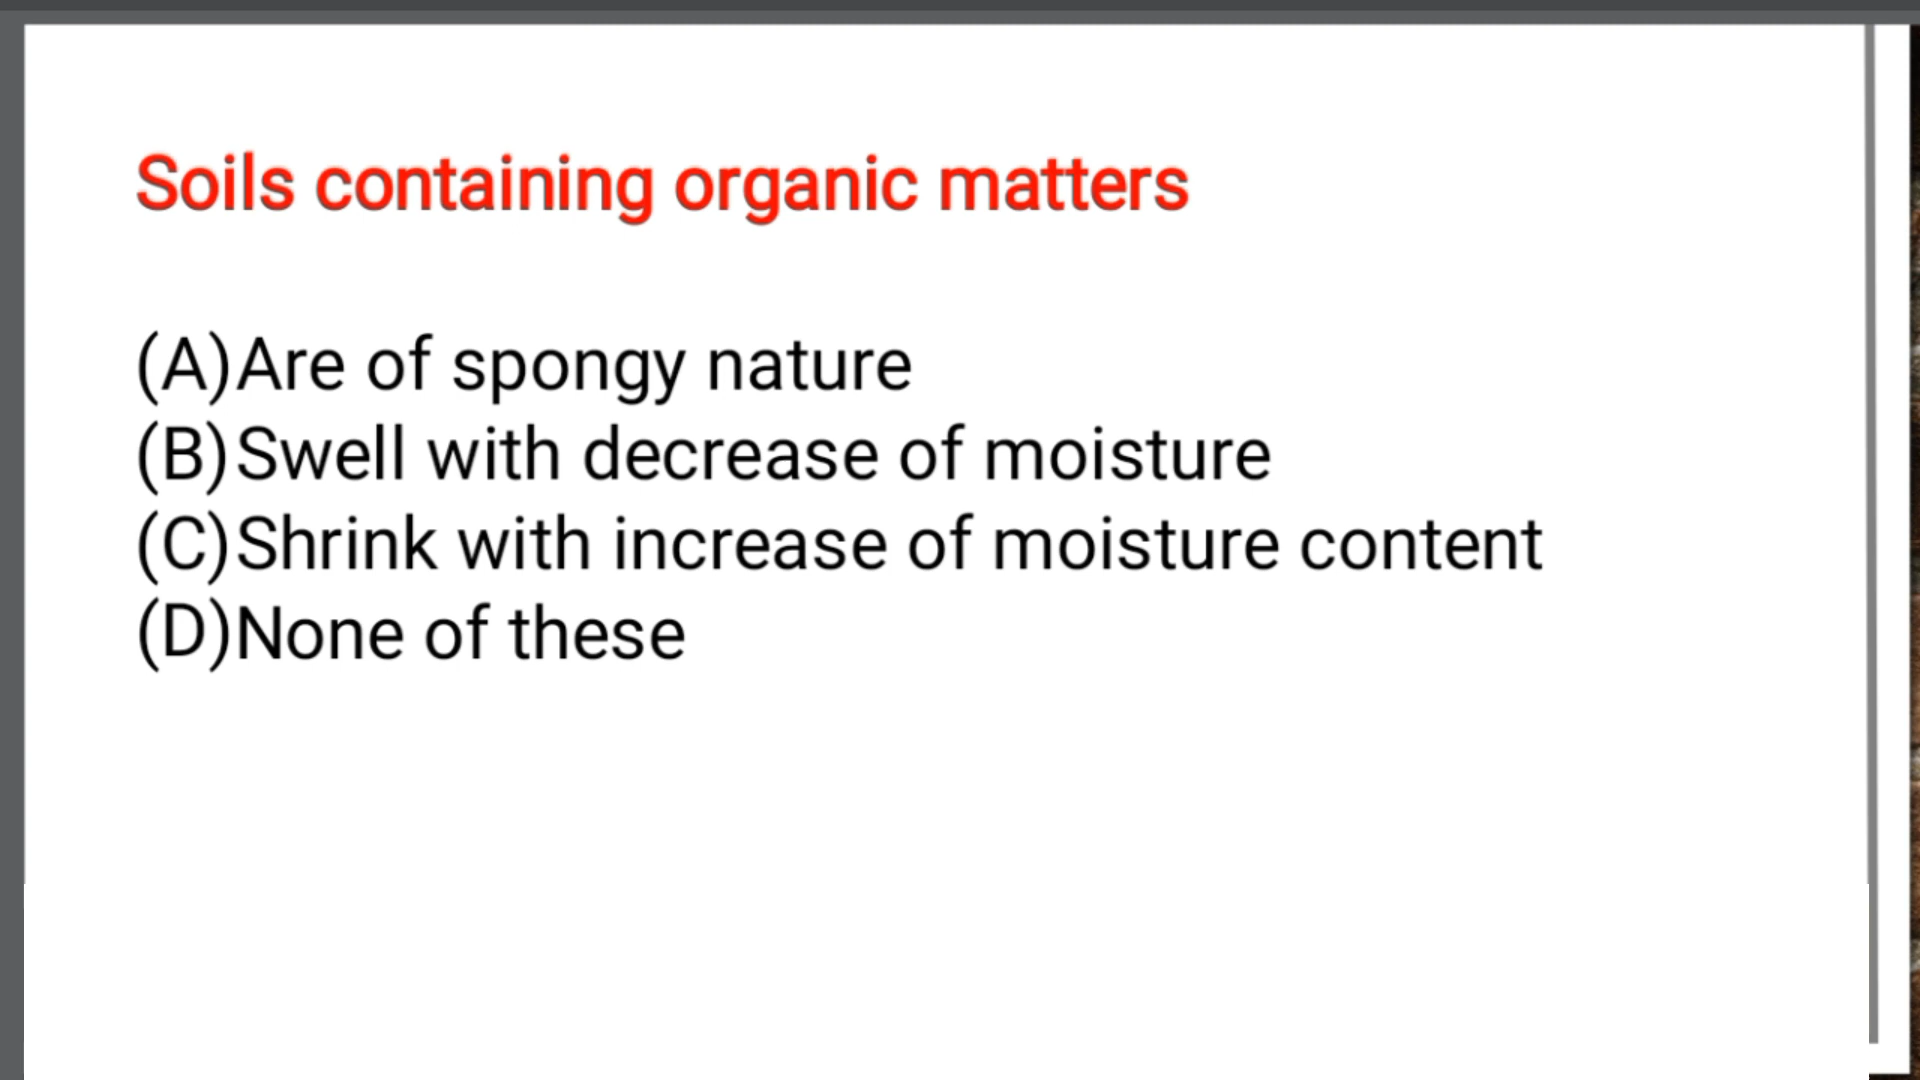 Soils containing organic matters
(A)Are of spongy nature
(B)Swell with decrease of moisture
(C)Shrink with increase of moisture content
(D)None of these